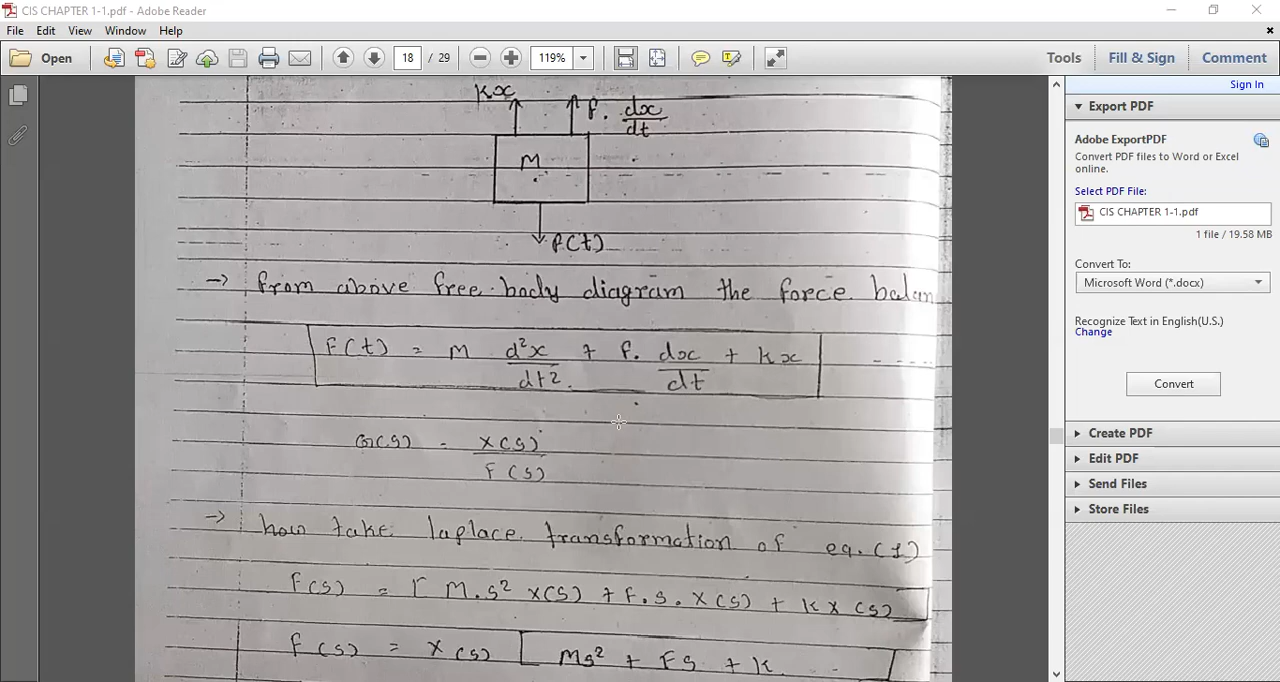 CIS CHAPTER 1-1.pdf - Adobe Reader
File Edit View Window Help
Open 18 / 29 119% Tools Fill & Sign Comment
Sign In
Export PDF
Adobe ExportPDF
Convert PDF files to Word or Excel
online.
Select PDF File:
CIS CHAPTER 1-1.pdf
1 file / 19.58 MB
Convert To:
Microsoft Word (*.docx)
Recognize Text in English(U.S.)
Change
Convert
Create PDF
Edit PDF
Send Files
Store Files
kx f. dx/dt
M
f(t)
→ from above free body diagram the force balan
F(t) = M d²x/dt² + f. dx/dt + kx
G(s) = X(s)/F(s)
→ how take laplace transformation of eq.(1)
F(s) = [ M.s² X(s) + f.s.X(s) + KX(s)
F(s) = X(s) [ Ms² + Fs + K